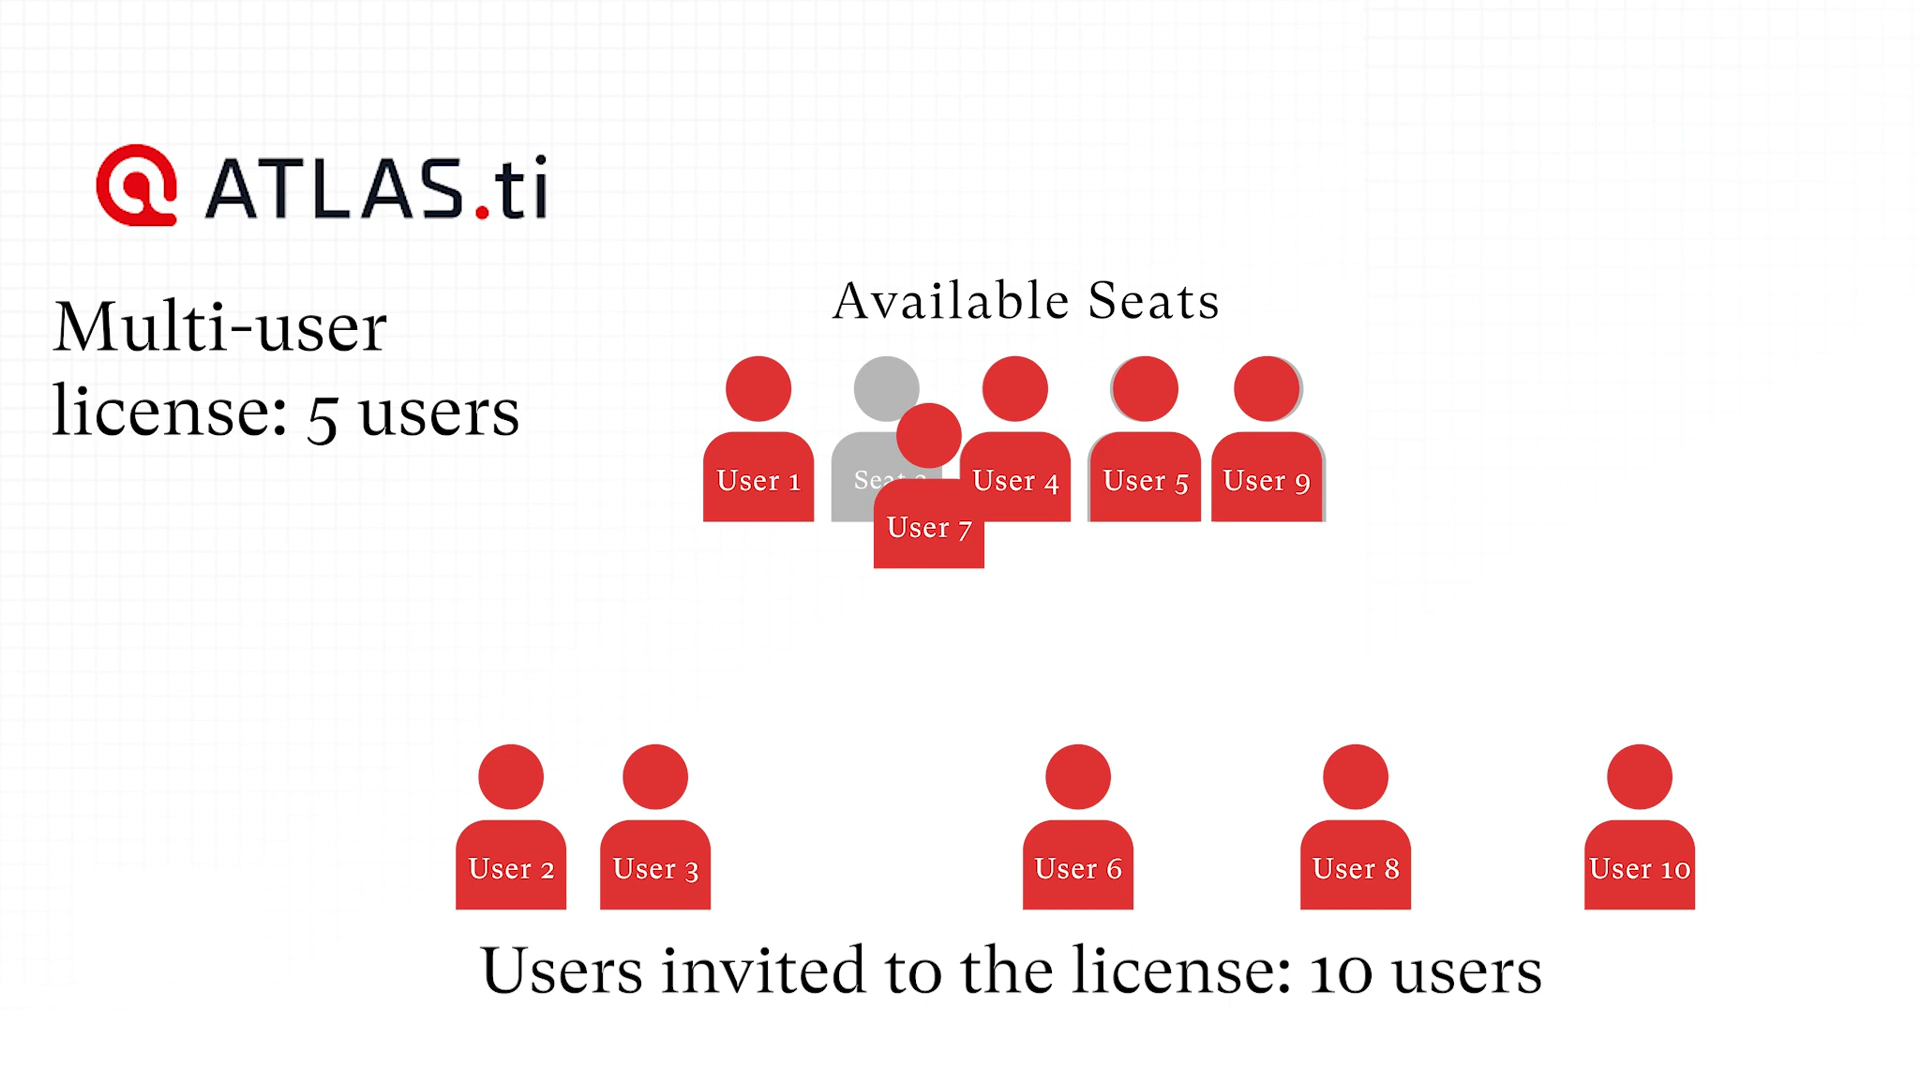 ATLAS.ti
Multi-user
license: 5 users
Available Seats
User 1
User 4
User 5
User 9
User 7
User 2
User 3
User 6
User 8
User 10
Users invited to the license: 10 users